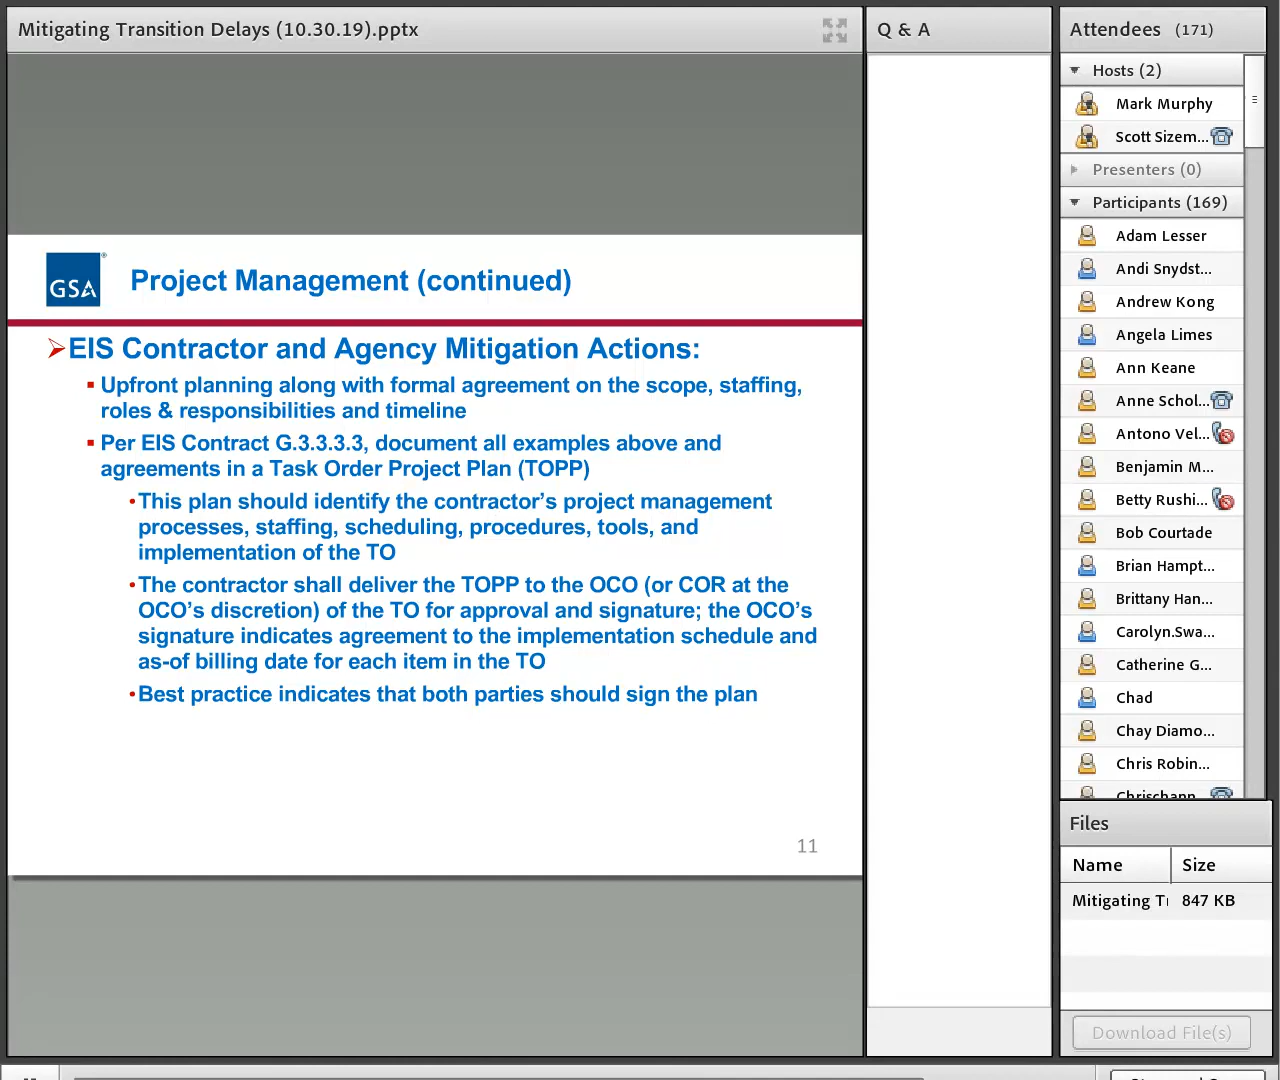 Mitigating Transition Delays (10.30.19).pptx
Q & A
Attendees (171)
Hosts (2)
Mark Murphy
Scott Sizem...
Presenters (0)
Participants (169)
Adam Lesser
Andi Snydst...
Andrew Kong
Angela Limes
Ann Keane
Anne Schol...
Antono Vel...
Benjamin M...
Betty Rushi...
Bob Courtade
Brian Hampt...
Brittany Han...
Carolyn.Swa...
Catherine G...
Chad
Chay Diamo...
Chris Robin...
Chrischann
GSA
Project Management (continued)
EIS Contractor and Agency Mitigation Actions:
Upfront planning along with formal agreement on the scope, staffing,
roles & responsibilities and timeline
Per EIS Contract G.3.3.3.3, document all examples above and
agreements in a Task Order Project Plan (TOPP)
•This plan should identify the contractor's project management
processes, staffing, scheduling, procedures, tools, and
implementation of the TO
•The contractor shall deliver the TOPP to the OCO (or COR at the
OCO's discretion) of the TO for approval and signature; the OCO's
signature indicates agreement to the implementation schedule and
as-of billing date for each item in the TO
•Best practice indicates that both parties should sign the plan
11
Files
Name Size
Mitigating 847 KB
Download File(s)